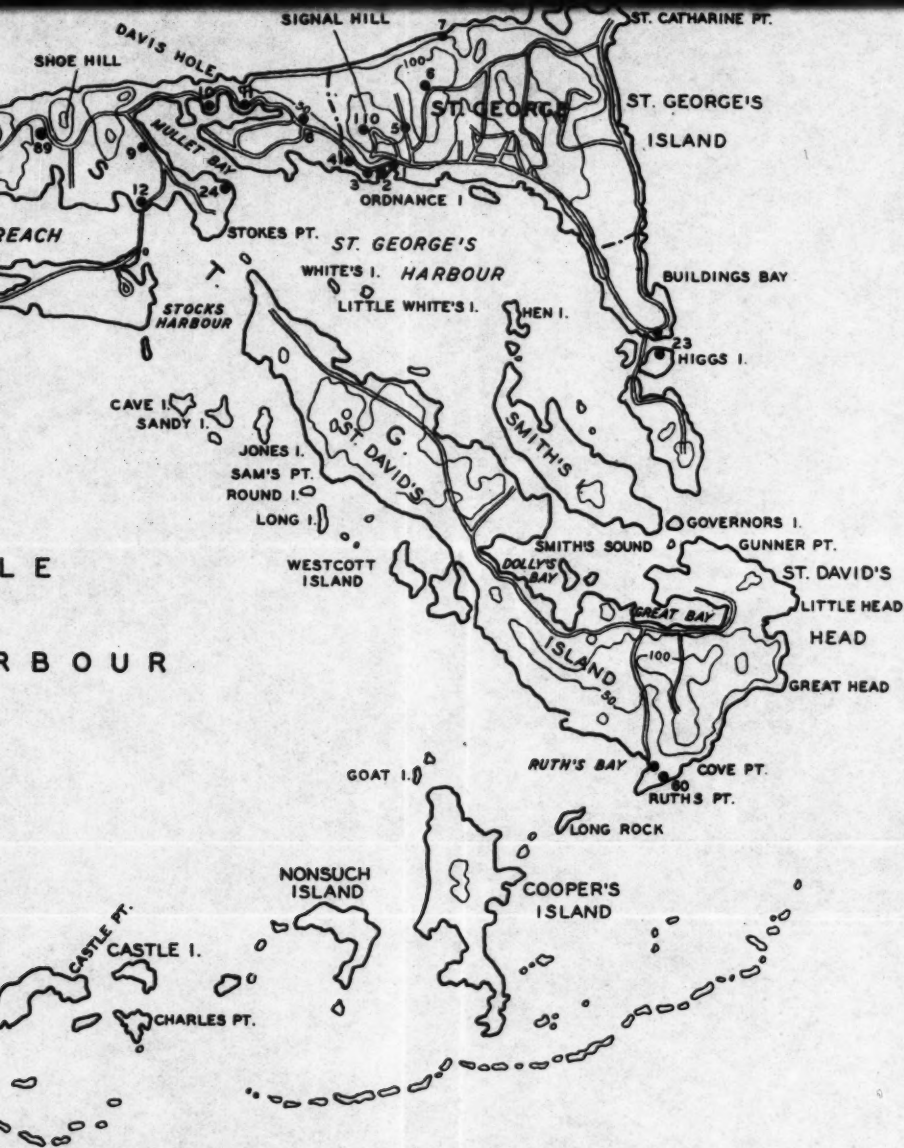 SIGNAL HILL
ST. CATHARINE PT.
DAVIS HOLE
7
SHOE HILL
100
6
10
11
ST. GEORGE
ST. GEORGE'S
ISLAND
50
8
110
5
89
S
MULLET BAY
9
4
3
2
24
12
ORDNANCE I
REACH
STOKES PT.
ST. GEORGE'S
HARBOUR
T.
WHITE'S I.
LITTLE WHITE'S I.
BUILDINGS BAY
STOCKS
HARBOUR
HEN I.
23
HIGGS I.
CAVE I.
SANDY I.
JONES I.
G.
ST. DAVID'S
SMITH'S
SAM'S PT.
ROUND I.
LONG I.
GOVERNORS I.
SMITH'S SOUND
GUNNER PT.
LE
WESTCOTT
ISLAND
DOLLY'S
BAY
ST. DAVID'S
GREAT BAY
LITTLE HEAD
HEAD
RBOUR
ISLAND
100
50
GREAT HEAD
GOAT I.
RUTH'S BAY
COVE PT.
60
RUTHS PT.
LONG ROCK
NONSUCH
ISLAND
COOPER'S
ISLAND
CASTLE PT.
CASTLE I.
CHARLES PT.